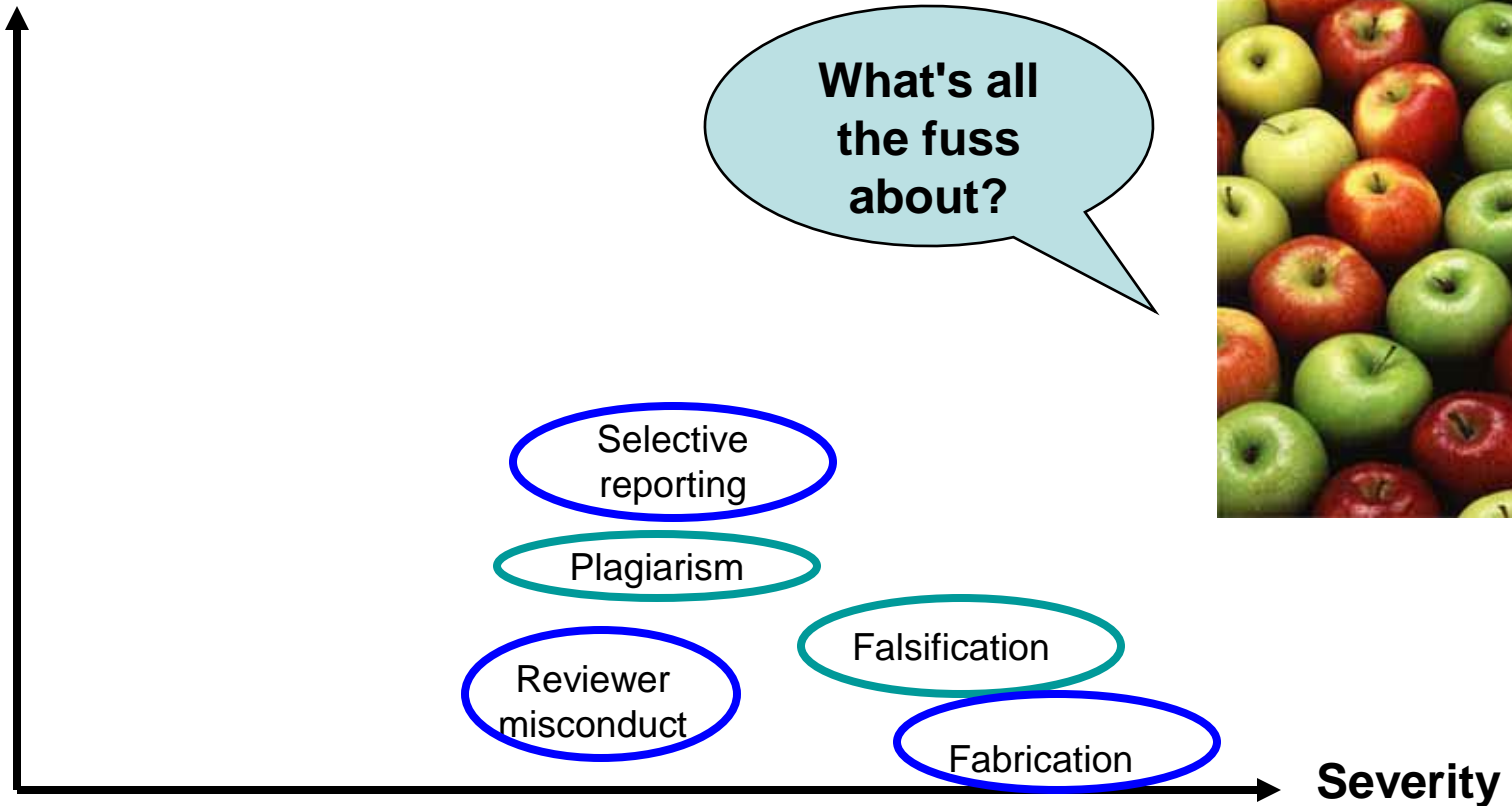 What's all
the fuss
about?
Selective
reporting
Plagiarism
Falsification
Reviewer
misconduct
Fabrication
Severity